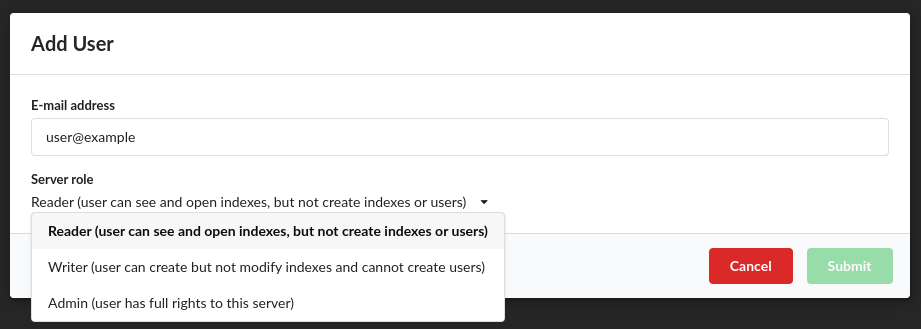 Add User
E-mail address
user@example
Server role
Reader (user can see and open indexes, but not create indexes or users)
Reader (user can see and open indexes, but not create indexes or users)
Writer (user can create but not modify indexes and cannot create users)
Admin (user has full rights to this server)
Cancel
Submit